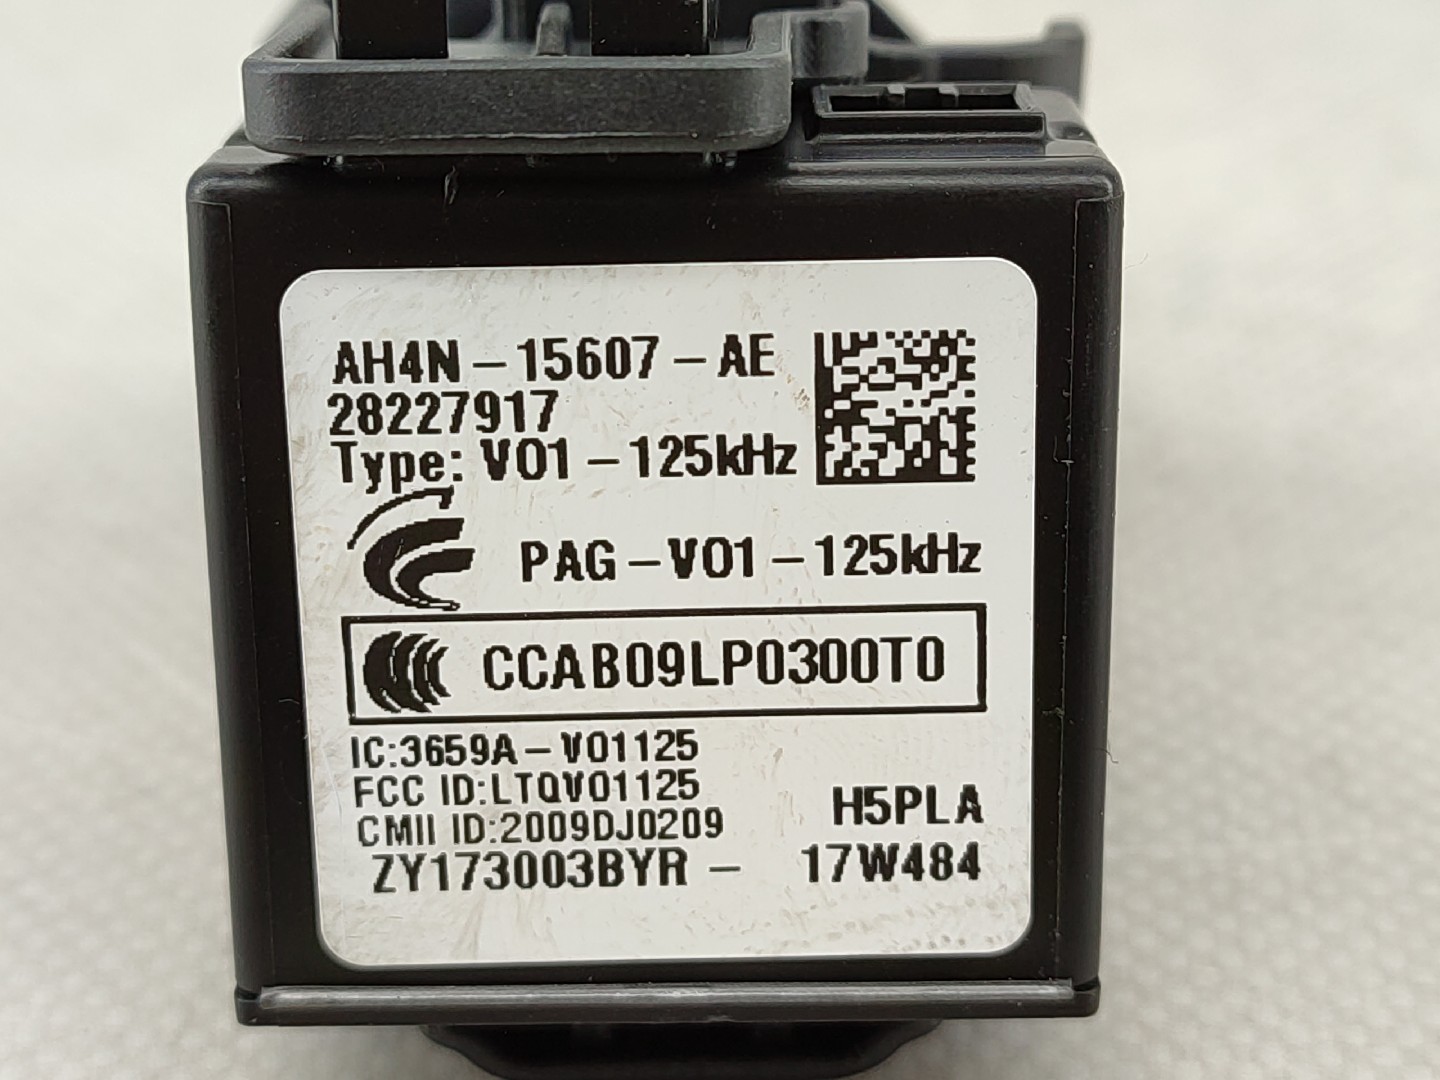 AH4N-15607-AE
28227917
Type: V01-125kHz
PAG-V01-125kHz
CCAB09LP0300T0
IC:3659A-V01125
FCC ID:LTQV01125
CMII ID:2009DJ0209
H5PLA
ZY173003BYR - 17W484